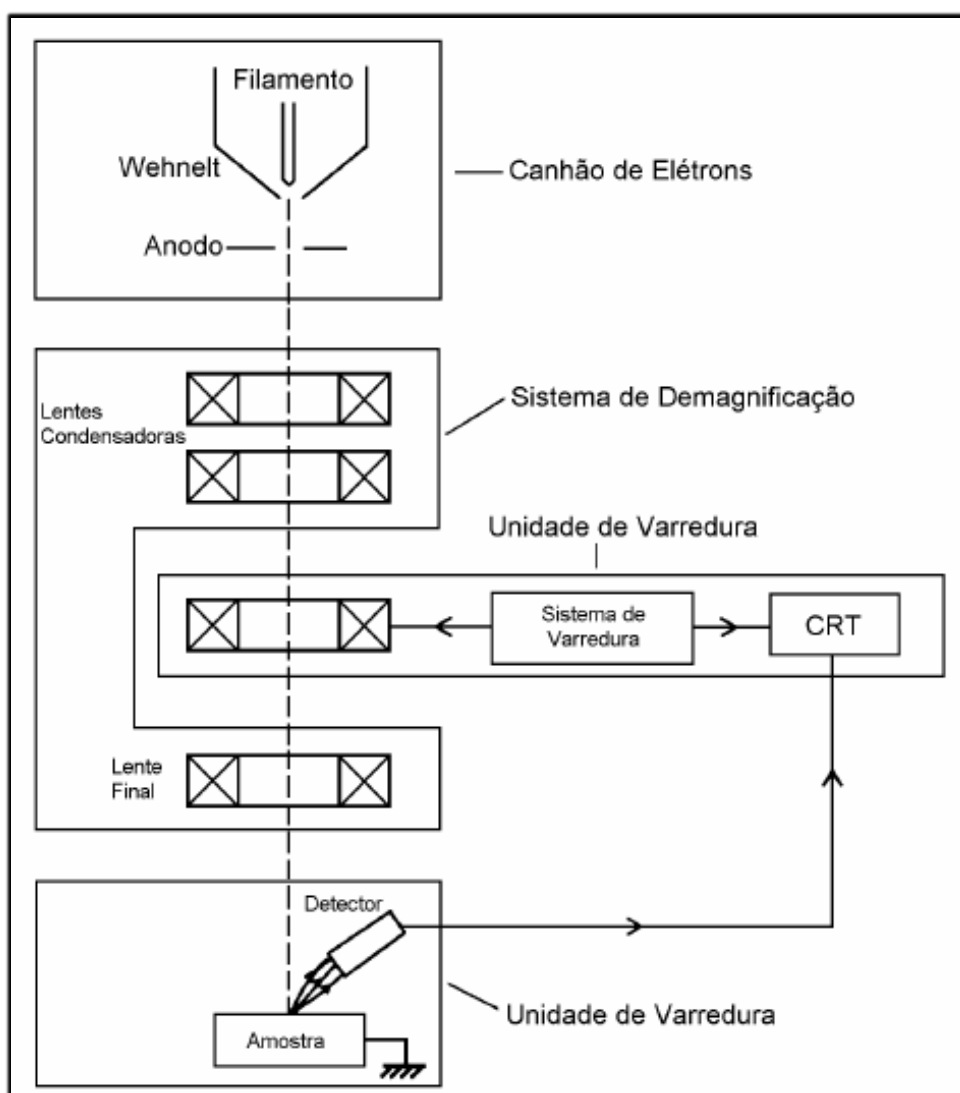 Filamento
Wehnelt
Canhão de Elétrons
Anodo
Lentes
Condensadoras
Sistema de Demagnificação
Unidade de Varredura
Sistema de
Varredura
CRT
Lente
Final
Detector
Unidade de Varredura
Amostra